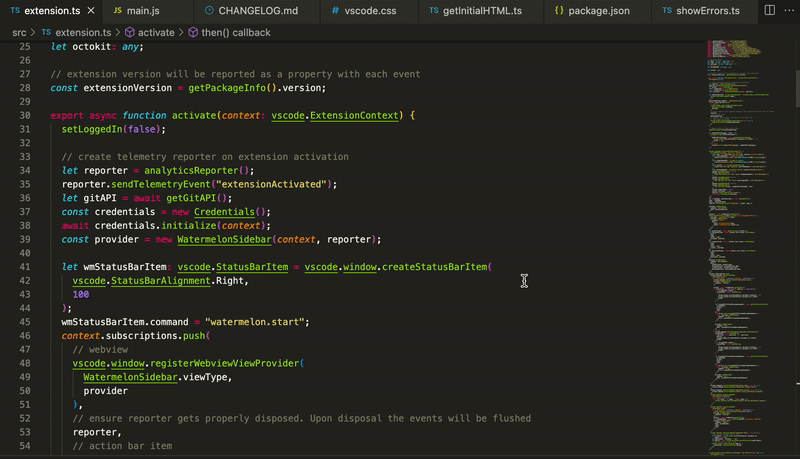 TS extension.ts × JS main.js CHANGELOG.md # vscode.css TS getInitialHTML.ts {} package.json TS showErrors.ts
src > TS extension.ts > activate > then() callback
25 let octokit: any;
26
27 // extension version will be reported as a property with each event
28 const extensionVersion = getPackageInfo().version;
29
30 export async function activate(context: vscode.ExtensionContext) {
31 setLoggedIn(false);
32
33 // create telemetry reporter on extension activation
34 let reporter = analyticsReporter();
35 reporter.sendTelemetryEvent("extensionActivated");
36 let gitAPI = await getGitAPI();
37 const credentials = new Credentials();
38 await credentials.initialize(context);
39 const provider = new WatermelonSidebar(context, reporter);
40
41 let wmStatusBarItem: vscode.StatusBarItem = vscode.window.createStatusBarItem(
42 vscode.StatusBarAlignment.Right,
43 100
44 );
45 wmStatusBarItem.command = "watermelon.start";
46 context.subscriptions.push(
47 // webview
48 vscode.window.registerWebviewViewProvider(
49 WatermelonSidebar.viewType,
50 provider
51 ),
52 // ensure reporter gets properly disposed. Upon disposal the events will be flushed
53 reporter,
54 // action bar item